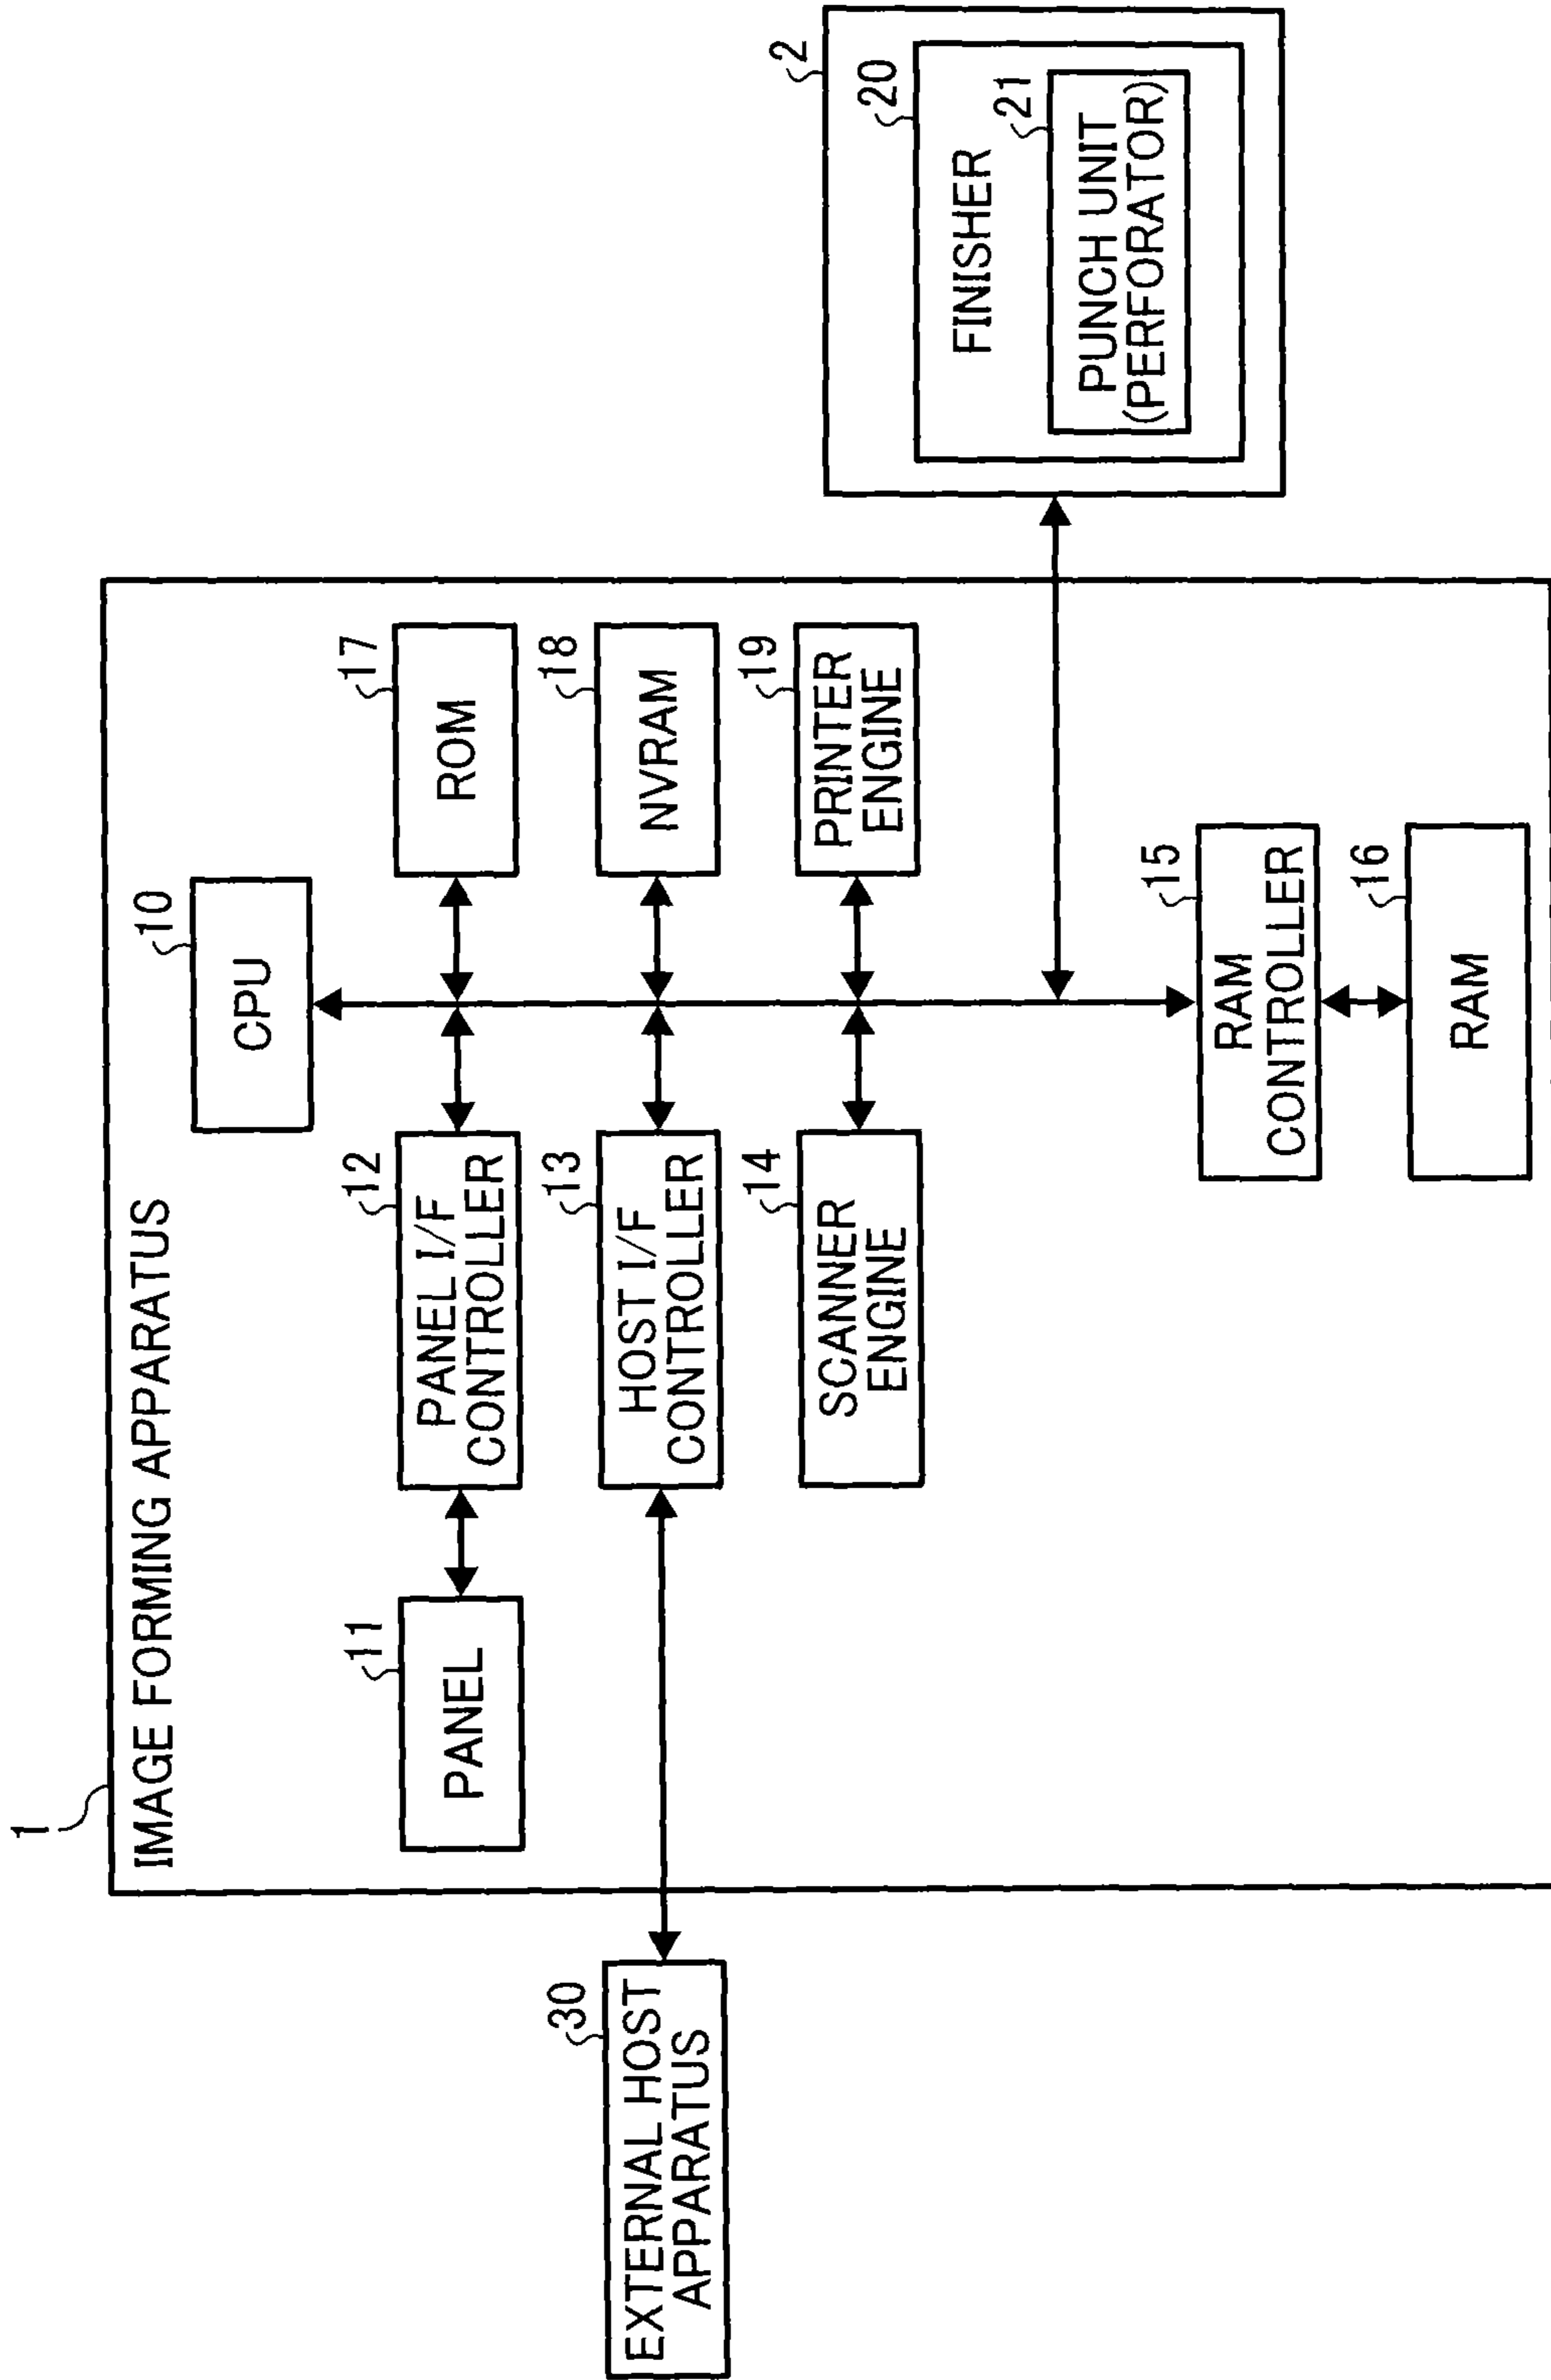 1
IMAGE FORMING APPARATUS
10
CPU
11
PANEL
12
PANEL I/F
CONTROLLER
17
ROM
30
EXTERNAL HOST
APPARATUS
13
HOST I/F
CONTROLLER
18
NVRAM
14
SCANNER
ENGINE
19
PRINTER
ENGINE
2
20
FINISHER
21
PUNCH UNIT
(PERFORATOR)
15
RAM
CONTROLLER
16
RAM